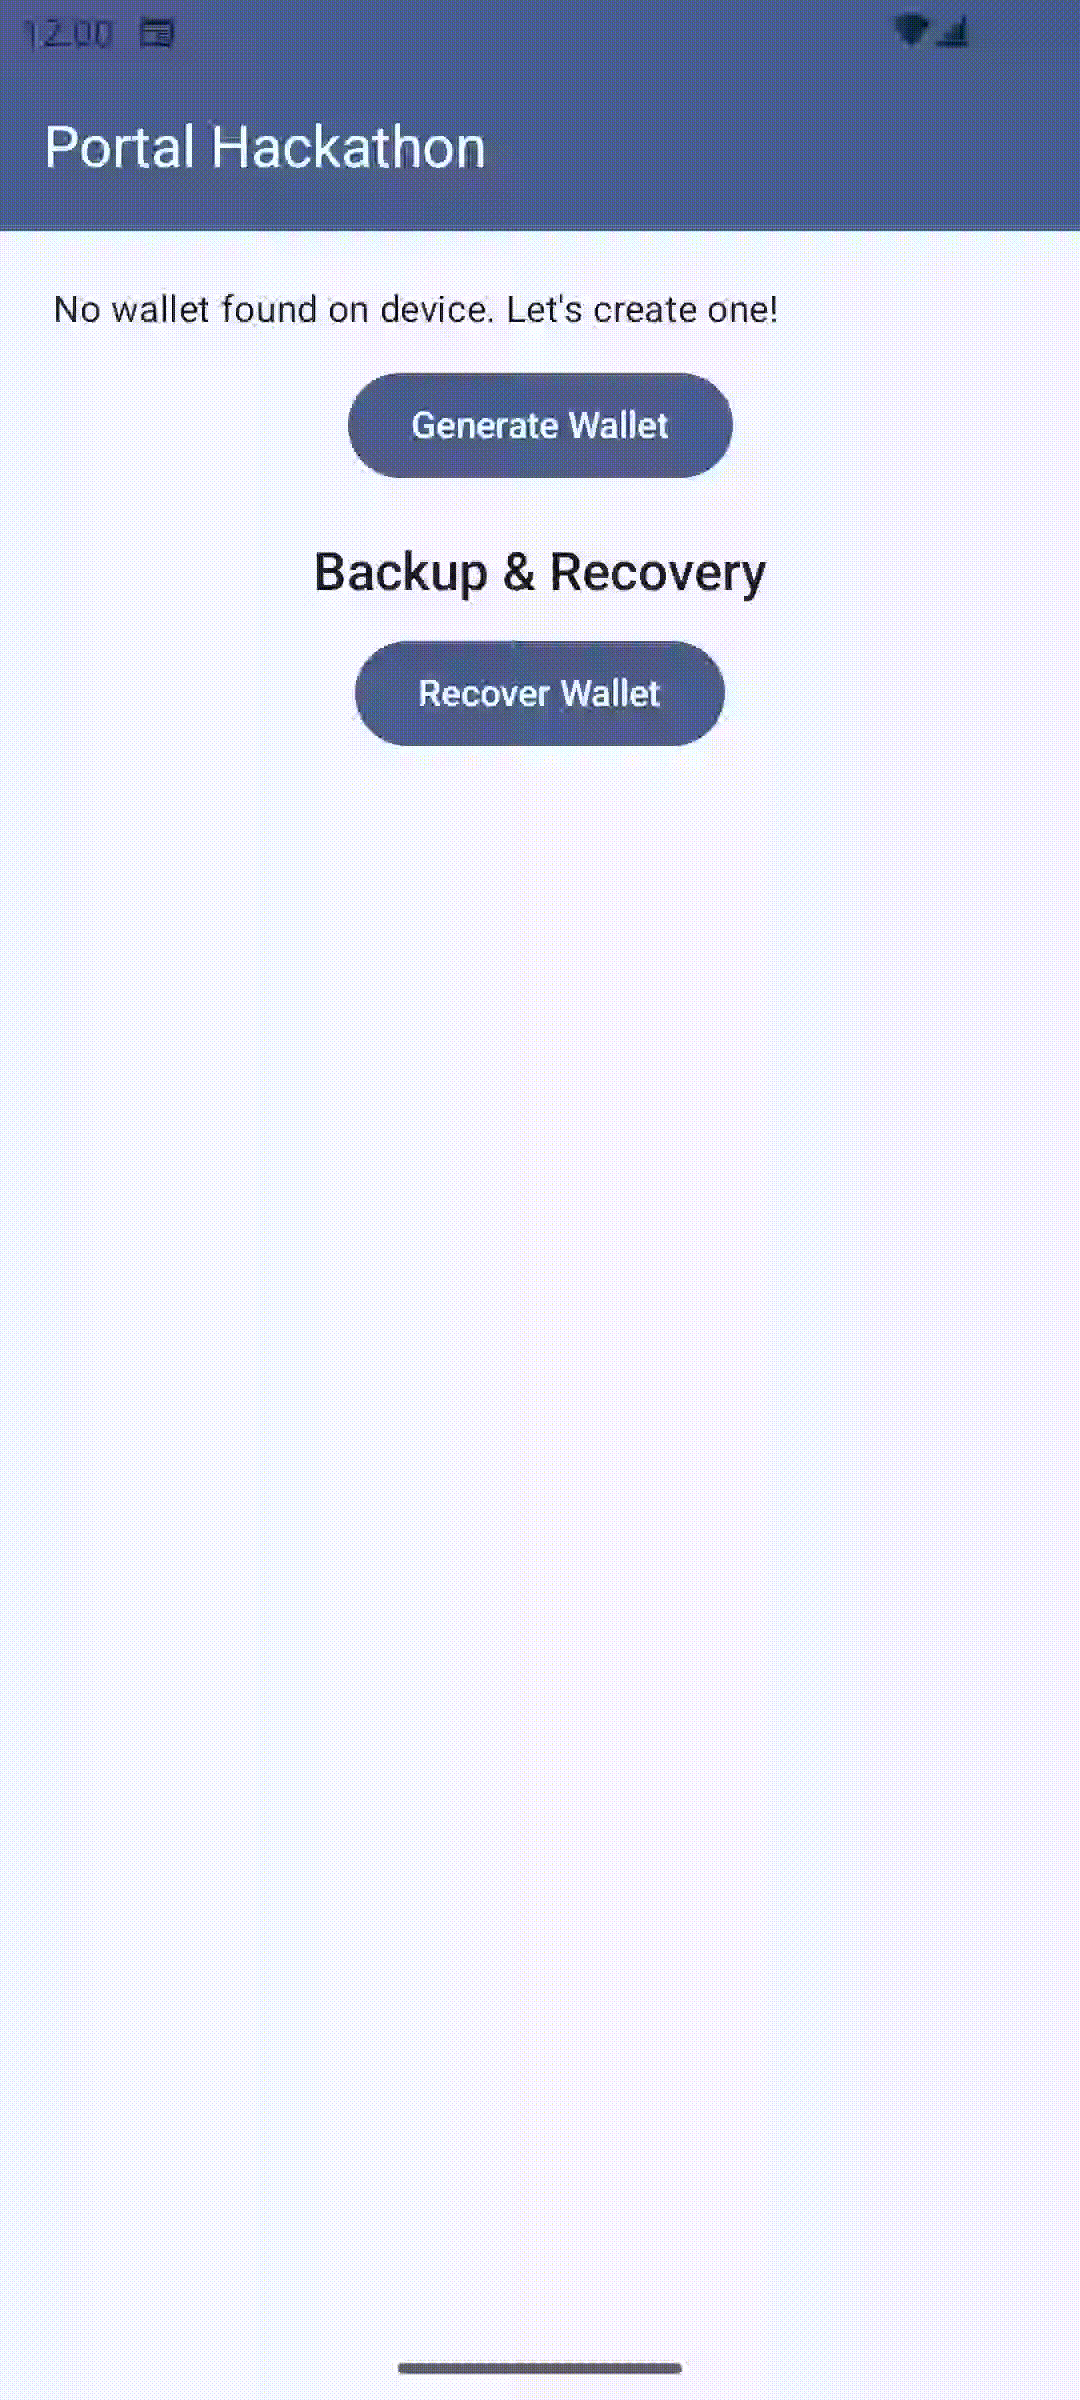 12:00
Portal Hackathon
No wallet found on device. Let's create one!
Generate Wallet
Backup & Recovery
Recover Wallet